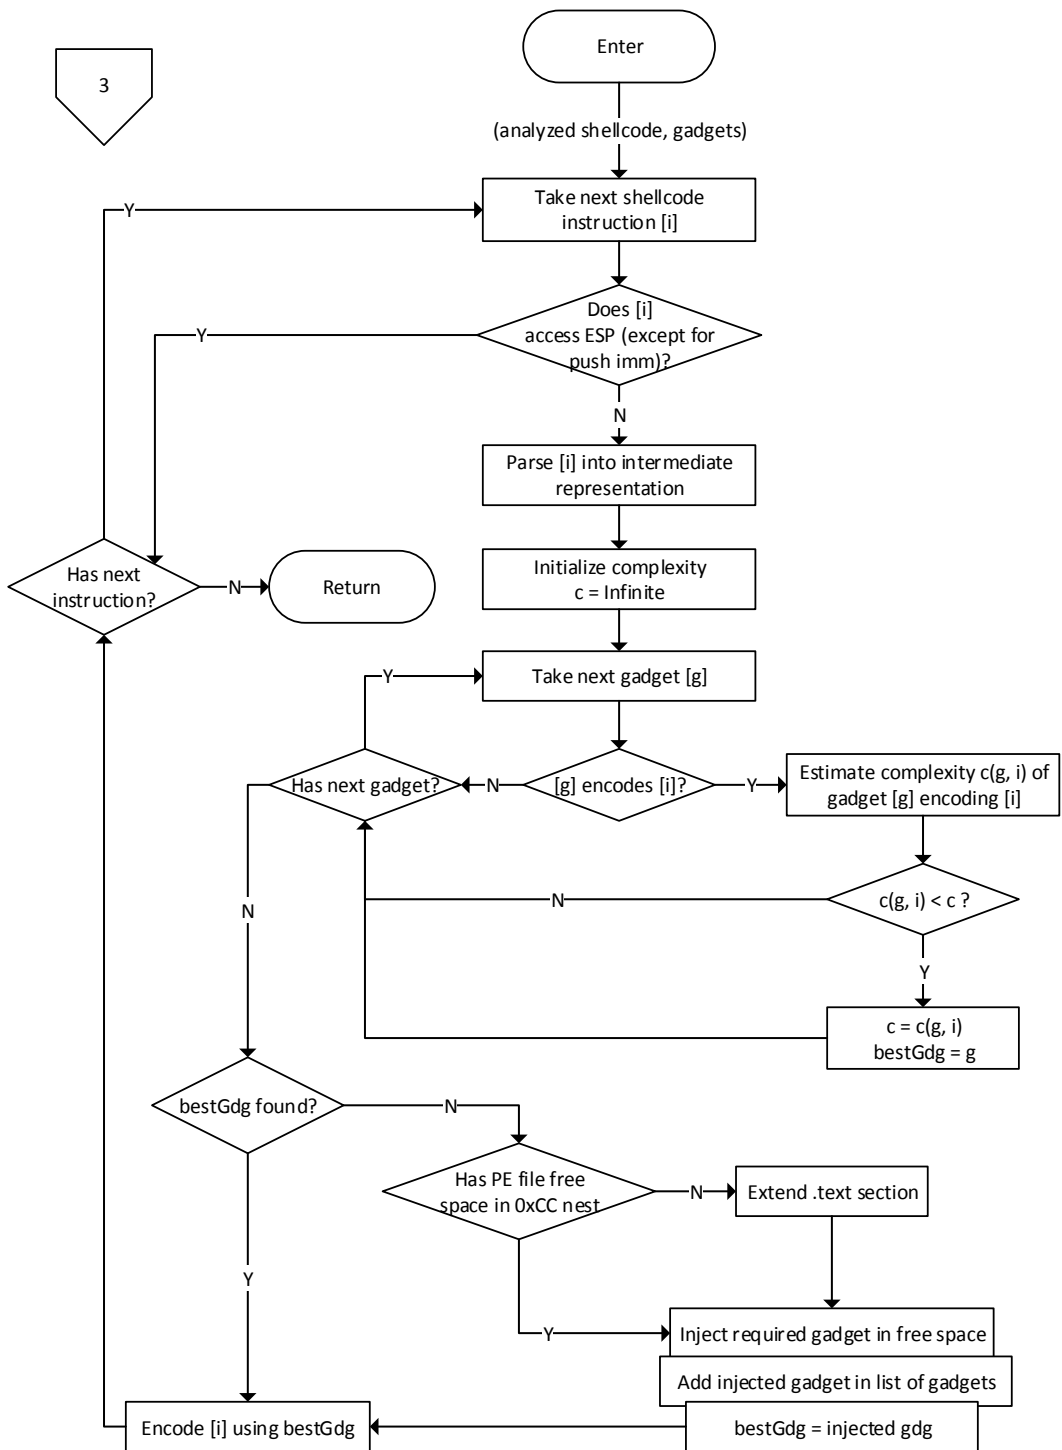 Enter
3
(analyzed shellcode, gadgets)
Take next shellcode
instruction [i]
Y
Does [i]
access ESP (except for
push imm)?
Y
N
Parse [i] into intermediate
representation
Initialize complexity
c = Infinite
Has next
instruction?
N
Return
Take next gadget [g]
Y
Has next gadget?
N
[g] encodes [i]?
Y
Estimate complexity c(g, i) of
gadget [g] encoding [i]
N
c(g, i) < c ?
N
Y
c = c(g, i)
bestGdg = g
bestGdg found?
N
Has PE file free
space in 0xCC nest
N
Extend .text section
Y
Y
Inject required gadget in free space
Add injected gadget in list of gadgets
Encode [i] using bestGdg
bestGdg = injected gdg